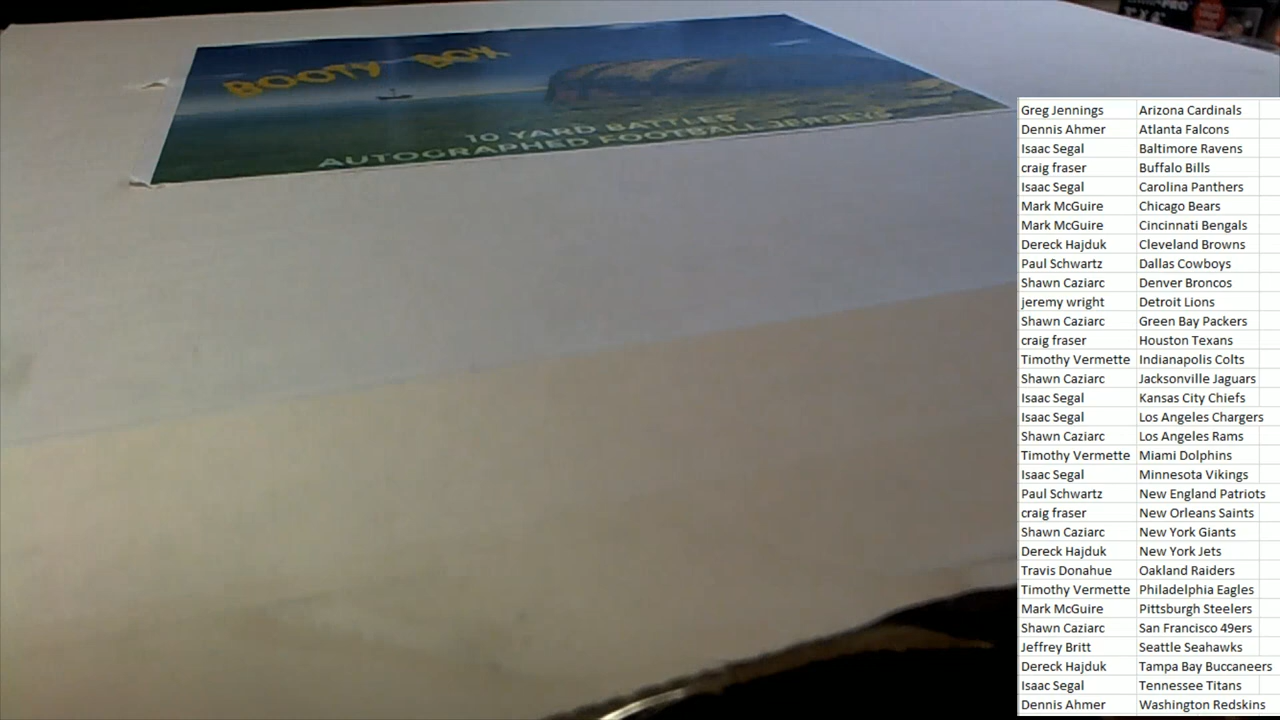 BOOTY BOX
10 YARD BATTLES
AUTOGRAPHED FOOTBALL JERSEYS
Greg Jennings Arizona Cardinals
Dennis Ahmer Atlanta Falcons
Isaac Segal Baltimore Ravens
craig fraser Buffalo Bills
Isaac Segal Carolina Panthers
Mark McGuire Chicago Bears
Mark McGuire Cincinnati Bengals
Dereck Hajduk Cleveland Browns
Paul Schwartz Dallas Cowboys
Shawn Caziarc Denver Broncos
jeremy wright Detroit Lions
Shawn Caziarc Green Bay Packers
craig fraser Houston Texans
Timothy Vermette Indianapolis Colts
Shawn Caziarc Jacksonville Jaguars
Isaac Segal Kansas City Chiefs
Isaac Segal Los Angeles Chargers
Shawn Caziarc Los Angeles Rams
Timothy Vermette Miami Dolphins
Isaac Segal Minnesota Vikings
Paul Schwartz New England Patriots
craig fraser New Orleans Saints
Shawn Caziarc New York Giants
Dereck Hajduk New York Jets
Travis Donahue Oakland Raiders
Timothy Vermette Philadelphia Eagles
Mark McGuire Pittsburgh Steelers
Shawn Caziarc San Francisco 49ers
Jeffrey Britt Seattle Seahawks
Dereck Hajduk Tampa Bay Buccaneers
Isaac Segal Tennessee Titans
Dennis Ahmer Washington Redskins